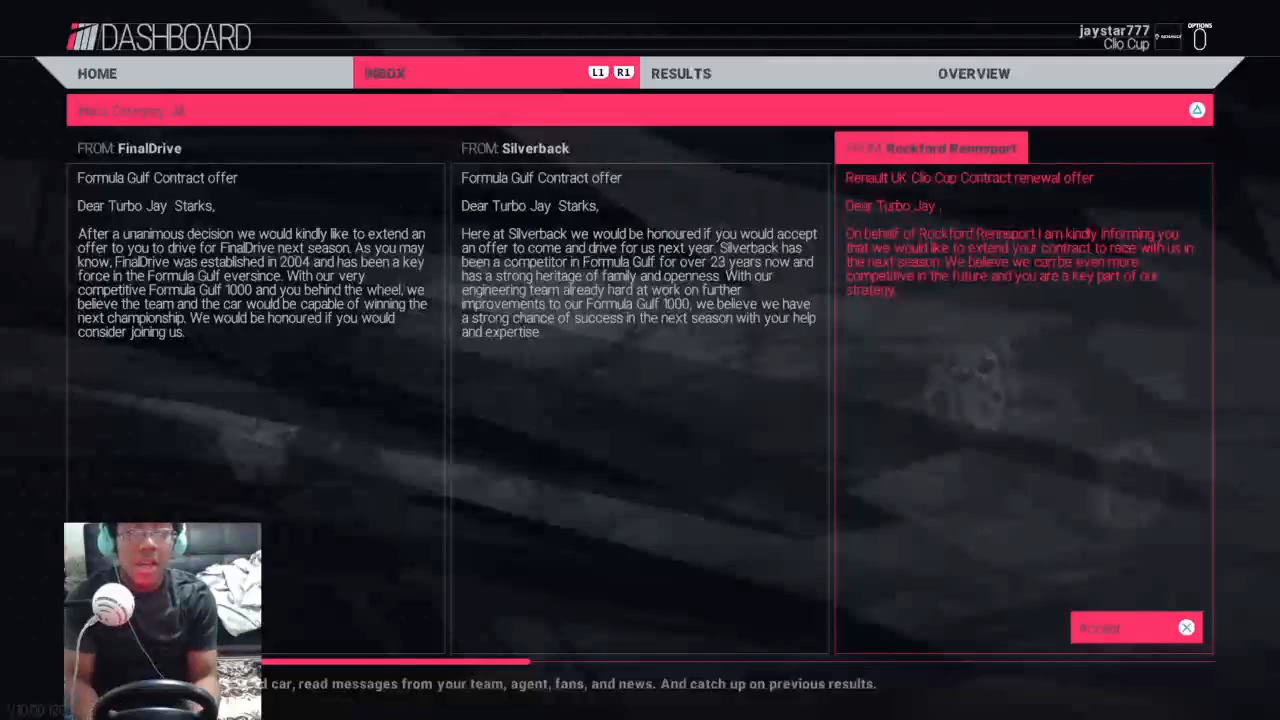 DASHBOARD
jaystar777
Clio Cup
OPTIONS
HOME
INBOX
L1
R1
RESULTS
OVERVIEW
FROM: FinalDrive
Formula Gulf Contract offer
Dear Turbo Jay Starks,
After a unanimous decision we would kindly like to extend an
offer to you to drive for FinalDrive next season. As you may
know, FinalDrive was established in 2004 and has been a key
force in the Formula Gulf eversince. With our very
competitive Formula Gulf 1000 and you behind the wheel, we
believe the team and the car would be capable of winning the
next championship. We would be honoured if you would
consider joining us.
FROM: Silverback
Formula Gulf Contract offer
Dear Turbo Jay Starks,
Here at Silverback we would be honoured if you would accept
an offer to come and drive for us next year. Silverback has
been a competitor in Formula Gulf for over 23 years now and
has a strong heritage of family and openness. With our
engineering team already hard at work on further
improvements to our Formula Gulf 1000, we believe we have
a strong chance of success in the next season with your help
and expertise.
FROM: Rockford Rennsport
Renault UK Clio Cup Contract renewal offer
Dear Turbo Jay ,
On behalf of Rockford Rennsport I am kindly informing you
that we would like to extend your contract to race with us in
the next season. We believe we can be even more
competitive in the future and you are a key part of our
strategy.
Accept
car, read messages from your team, agent, fans, and news. And catch up on previous results.